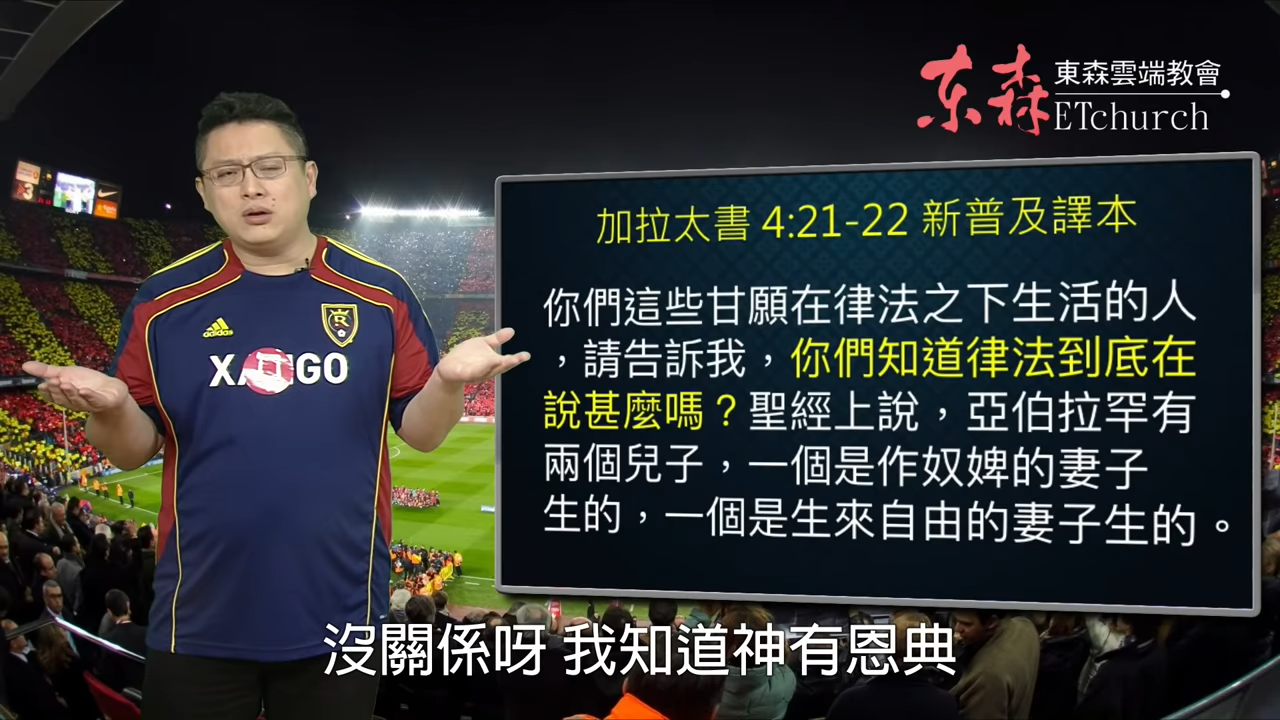 东森
東森雲端教會
ETchurch
加拉太書 4:21-22 新普及譯本
你們這些甘願在律法之下生活的人
，請告訴我，你們知道律法到底在
說甚麼嗎？聖經上說，亞伯拉罕有
兩個兒子，一個是作奴婢的妻子
生的，一個是生來自由的妻子生的。
adidas
XANGO
沒關係呀 我知道神有恩典